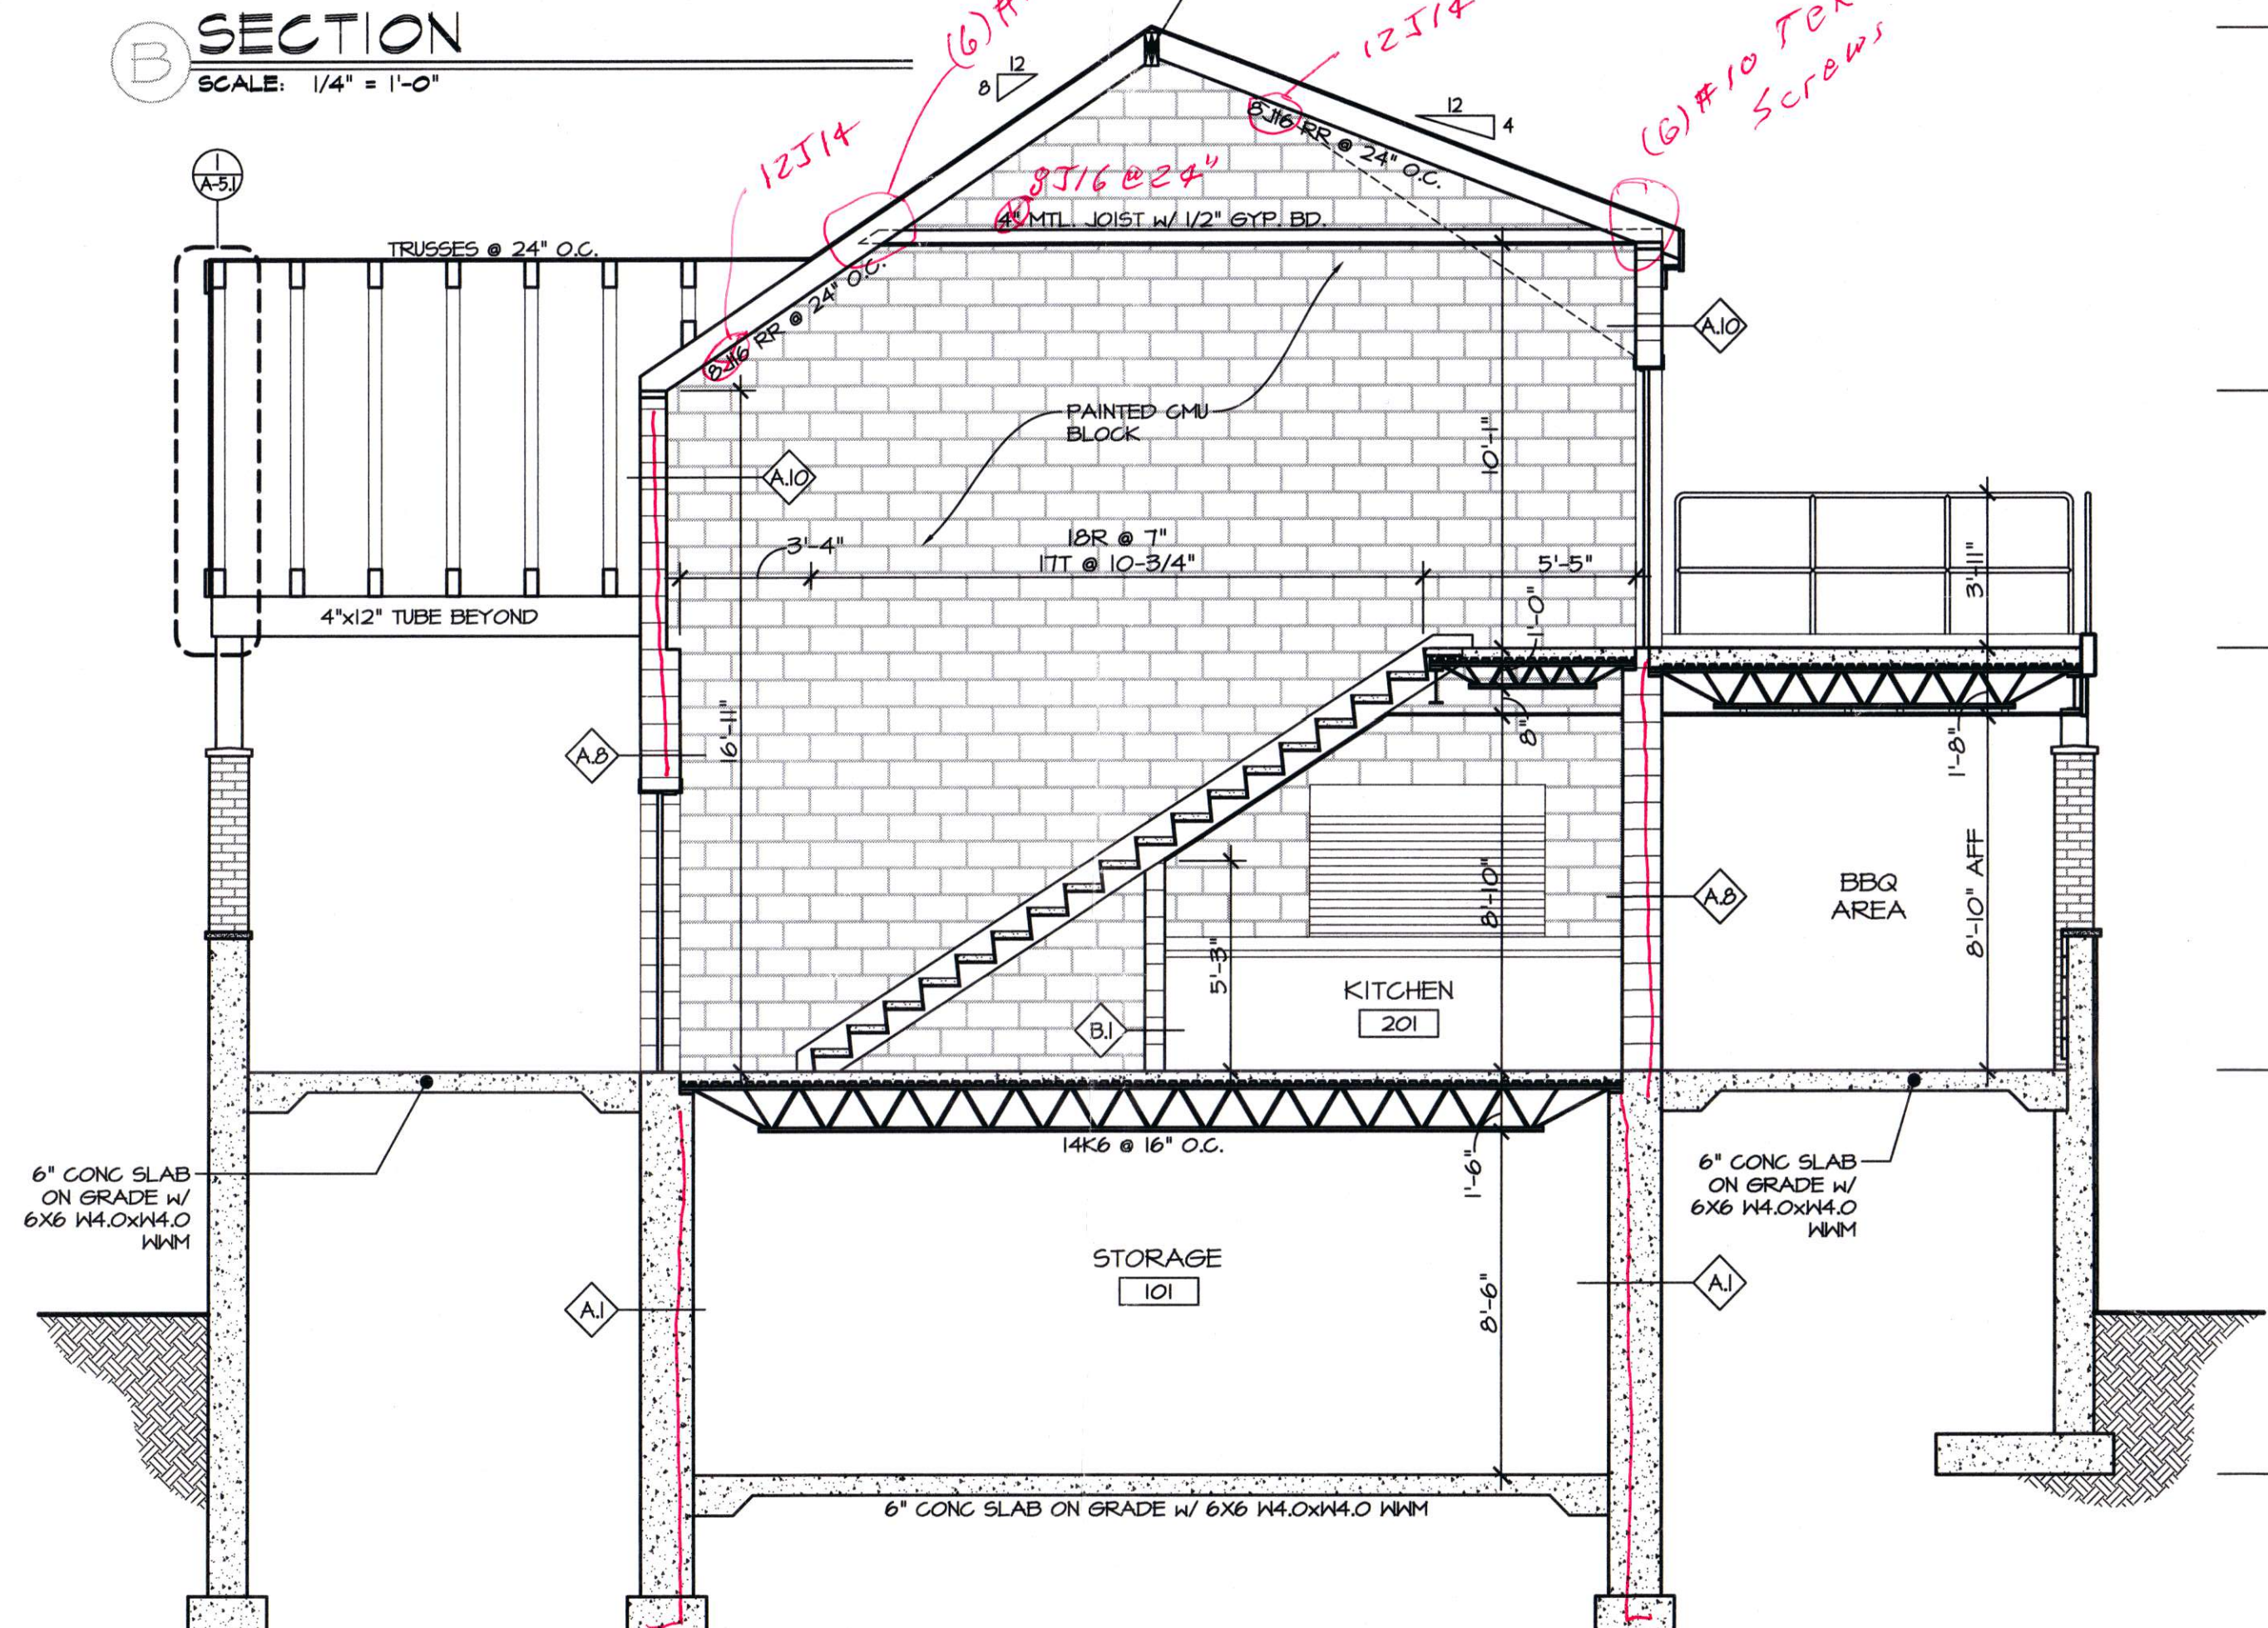 B
SECTION
SCALE: 1/4" = 1'-0"
(6) #
12J14
(6) #10
Screws
12
8
12
4
1
A-5.1
12J14
8J16 RR @ 24" O.C.
8J16 @ 24"
4" MTL. JOIST W/ 1/2" GYP. BD.
TRUSSES @ 24" O.C.
8J16 RR @ 24" O.C.
A.10
PAINTED CMU
BLOCK
10'-1"
A.10
3'-4"
18R @ 7"
17T @ 10-3/4"
5'-5"
3'-11"
1'-0"
4"x12" TUBE BEYOND
16'-11"
8"
1'-8"
A.8
8'-10"
A.8
BBQ
AREA
8'-10" AFF
5'-3"
KITCHEN
201
B.1
14K6 @ 16" O.C.
1'-6"
6" CONC SLAB
ON GRADE W/
6X6 W4.0xW4.0
WWM
6" CONC SLAB
ON GRADE W/
6X6 W4.0xW4.0
WWM
STORAGE
101
8'-6"
A.1
A.1
6" CONC SLAB ON GRADE W/ 6X6 W4.0xW4.0 WWM